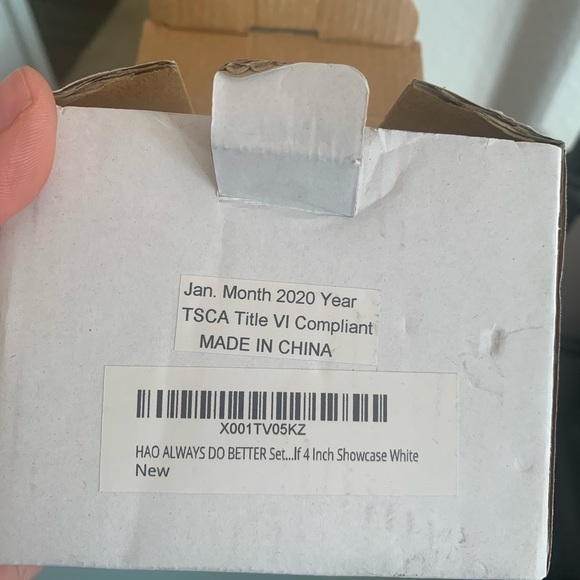 Jan. Month 2020 Year
TSCA Title VI Compliant
MADE IN CHINA
X001TV05KZ
HAO ALWAYS DO BETTER Set...lf 4 Inch Showcase White
New